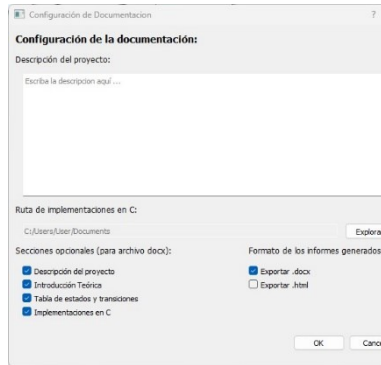 Configuración de Documentacion ?
Configuración de la documentación:
Descripción del proyecto:
Escriba la descripcion aquí ...
Ruta de implementaciones en C:
C:/Users/User/Documents
Explora
Secciones opcionales (para archivo docx): Formato de los informes generados
Descripción del proyecto Exportar .docx
Introducción Teórica Exportar .html
Tabla de estados y transiciones
Implementaciones en C
OK Cance